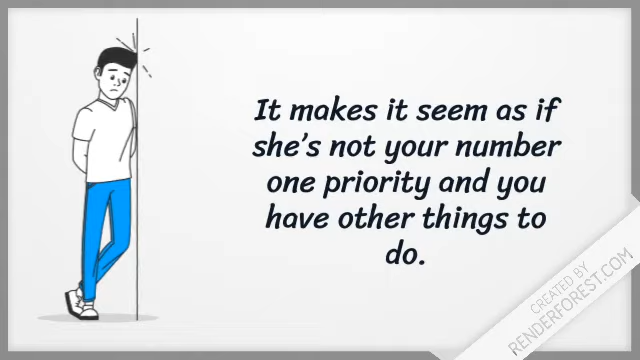 It makes it seem as if
she's not your number
one priority and you
have other things to
do.
CREATED BY
RENDERFOREST.COM